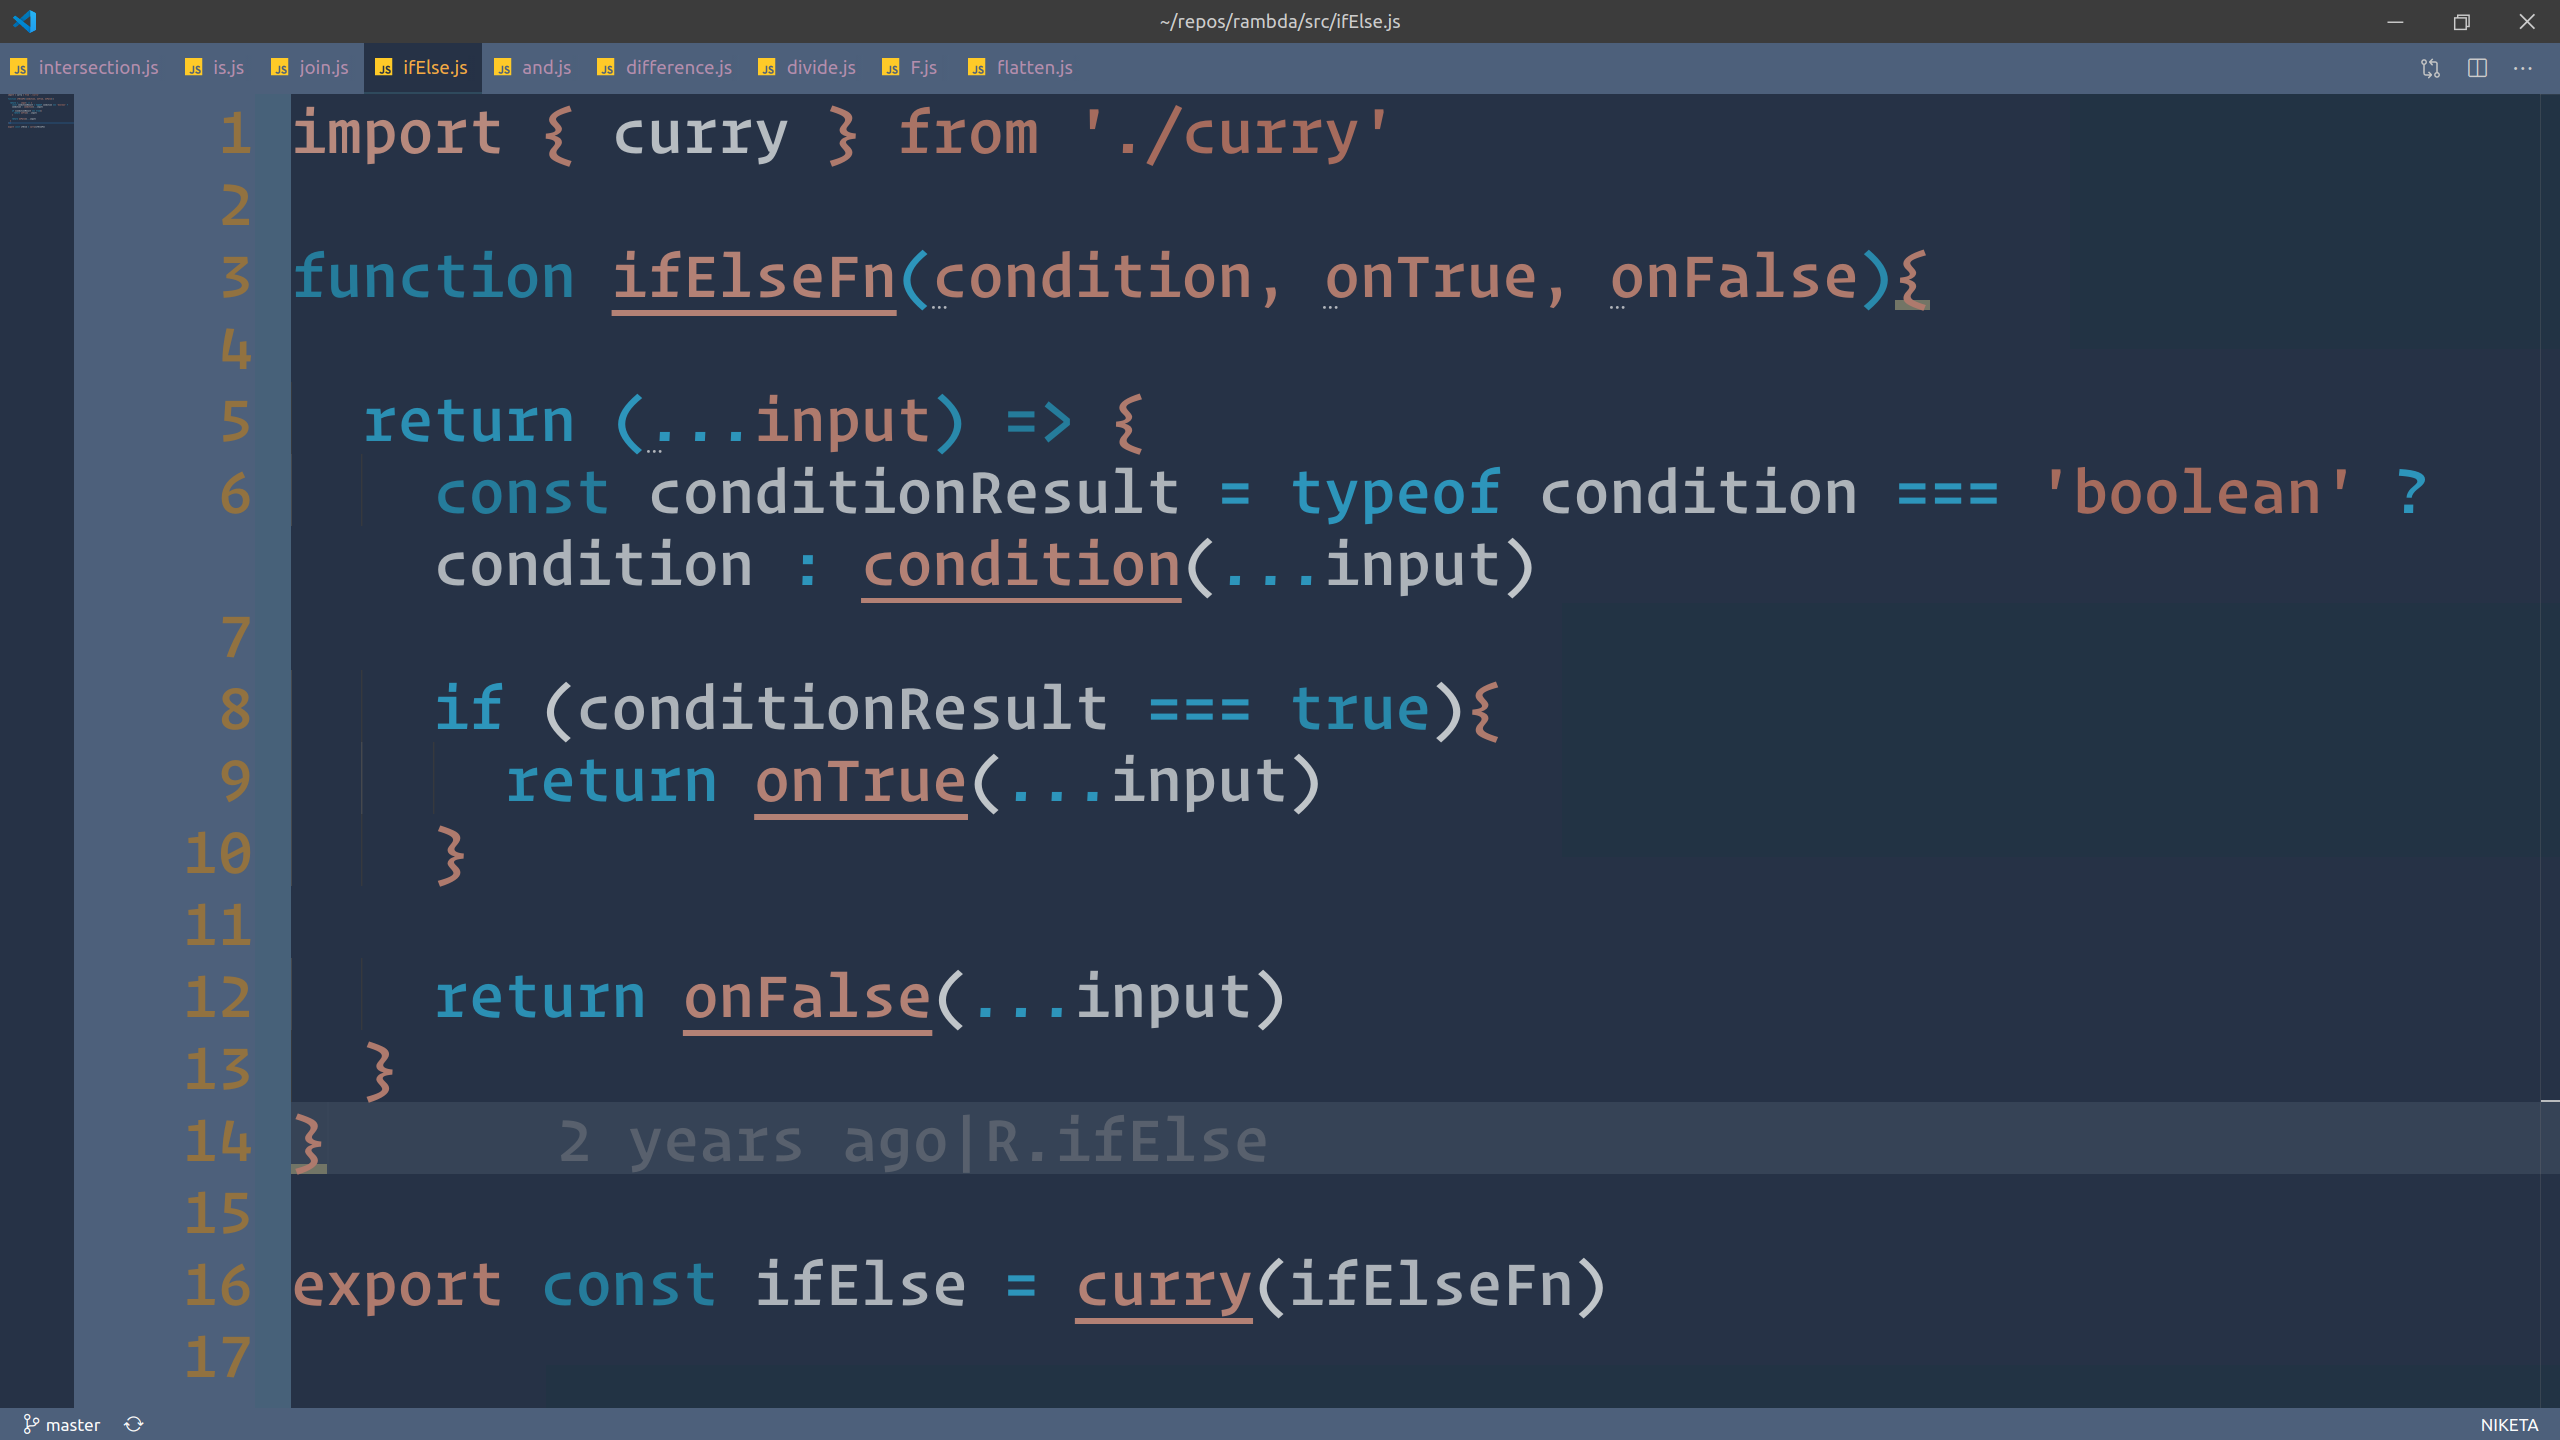 ~/repos/rambda/src/ifElse.js
JS intersection.js JS is.js JS join.js JS ifElse.js JS and.js JS difference.js JS divide.js JS F.js JS flatten.js
1 import { curry } from './curry'
2
3 function ifElseFn(condition, onTrue, onFalse){
4
5 return (...input) => {
6 const conditionResult = typeof condition === 'boolean' ?
condition : condition(...input)
7
8 if (conditionResult === true){
9 return onTrue(...input)
10 }
11
12 return onFalse(...input)
13 }
14 } 2 years ago|R.ifElse
15
16 export const ifElse = curry(ifElseFn)
17
master NIKETA